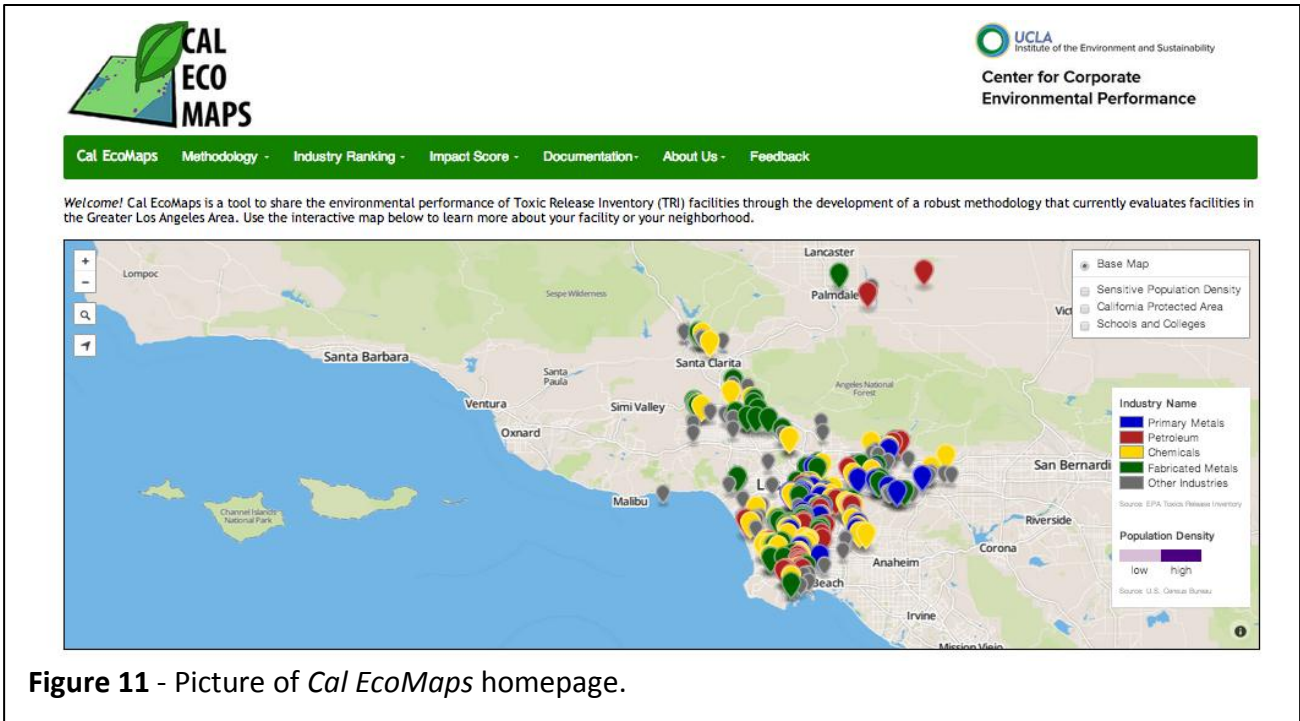 CAL
ECO
MAPS
UCLA
Institute of the Environment and Sustainability
Center for Corporate
Environmental Performance
Cal EcoMaps Methodology - Industry Ranking - Impact Score - Documentation- About Us - Feedback
Welcome! Cal EcoMaps is a tool to share the environmental performance of Toxic Release Inventory (TRI) facilities through the development of a robust methodology that currently evaluates facilities in
the Greater Los Angeles Area. Use the interactive map below to learn more about your facility or your neighborhood.
+
−
Lompoc
Santa Barbara
Sespe Wilderness
Santa
Paula
Ventura
Oxnard
Simi Valley
Malibu
Channel Islands
National Park
Lancaster
Palmdale
Santa Clarita
Angeles National
Forest
L
San Bernardi
Riverside
Corona
Anaheim
Beach
Irvine
Mission Viejo
Vict
Base Map
Sensitive Population Density
California Protected Area
Schools and Colleges
Industry Name
Primary Metals
Petroleum
Chemicals
Fabricated Metals
Other Industries
Source: EPA Toxics Release Inventory
Population Density
low high
Source: U.S. Census Bureau
Figure 11 - Picture of Cal EcoMaps homepage.